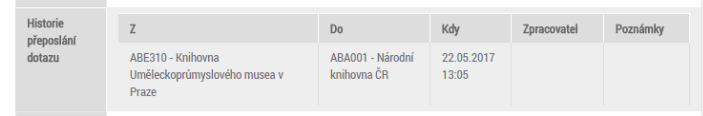 Historie
přeposlání
dotazu
Z Do Kdy Zpracovatel Poznámky
ABE310 - Knihovna
Uměleckoprůmyslového musea v
Praze
ABA001 - Národní
knihovna ČR
22.05.2017
13:05